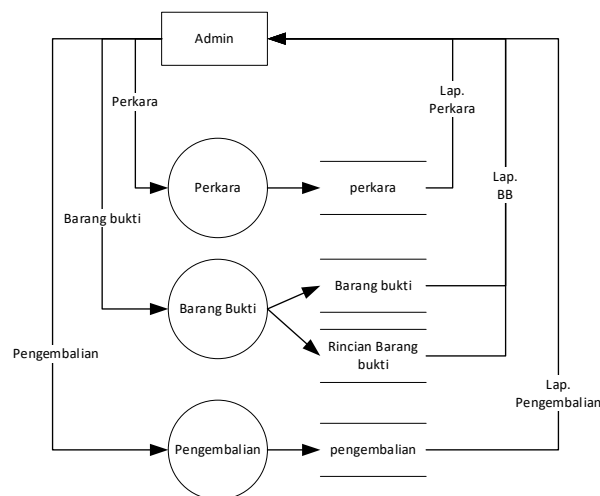 Admin
Perkara
Lap.
Perkara
Perkara
perkara
Lap.
BB
Barang bukti
Barang Bukti
Barang bukti
Rincian Barang
bukti
Pengembalian
Lap.
Pengembalian
Pengembalian
pengembalian